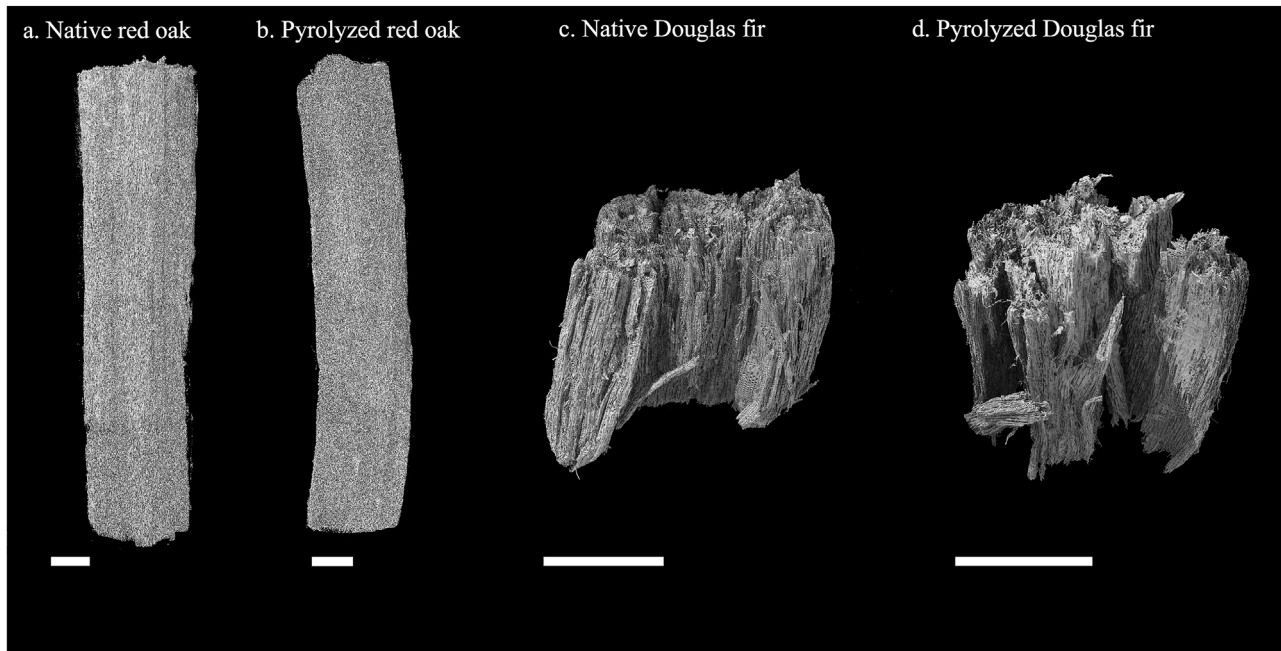 a. Native red oak
b. Pyrolyzed red oak
c. Native Douglas fir
d. Pyrolyzed Douglas fir